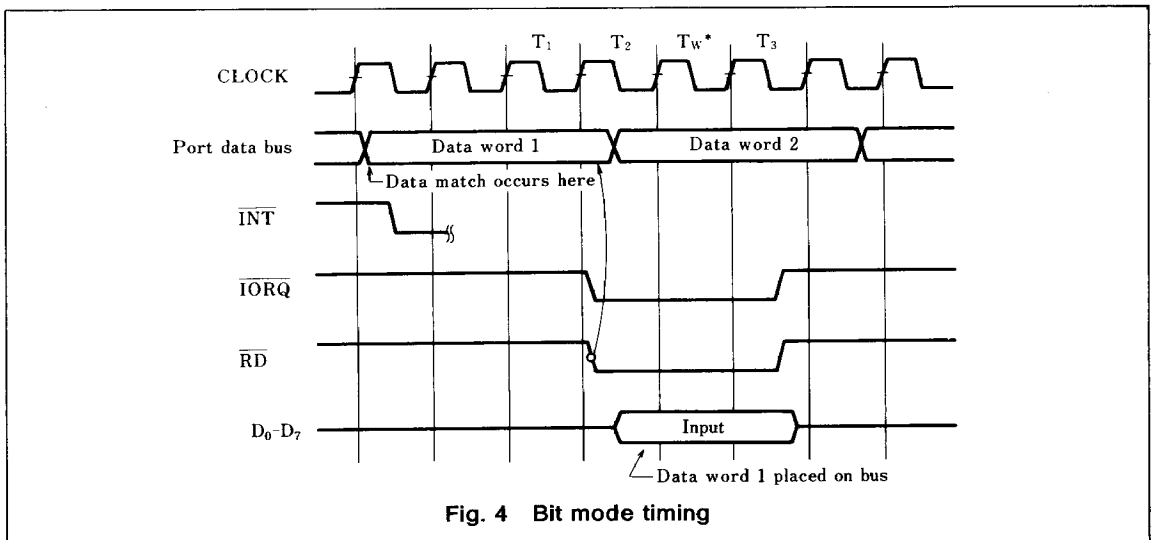 T₁ T₂ Tw* T₃
CLOCK
Port data bus
Data word 1
Data word 2
Data match occurs here
INT
IORQ
RD
D₀-D₇
Input
Data word 1 placed on bus
Fig. 4 Bit mode timing